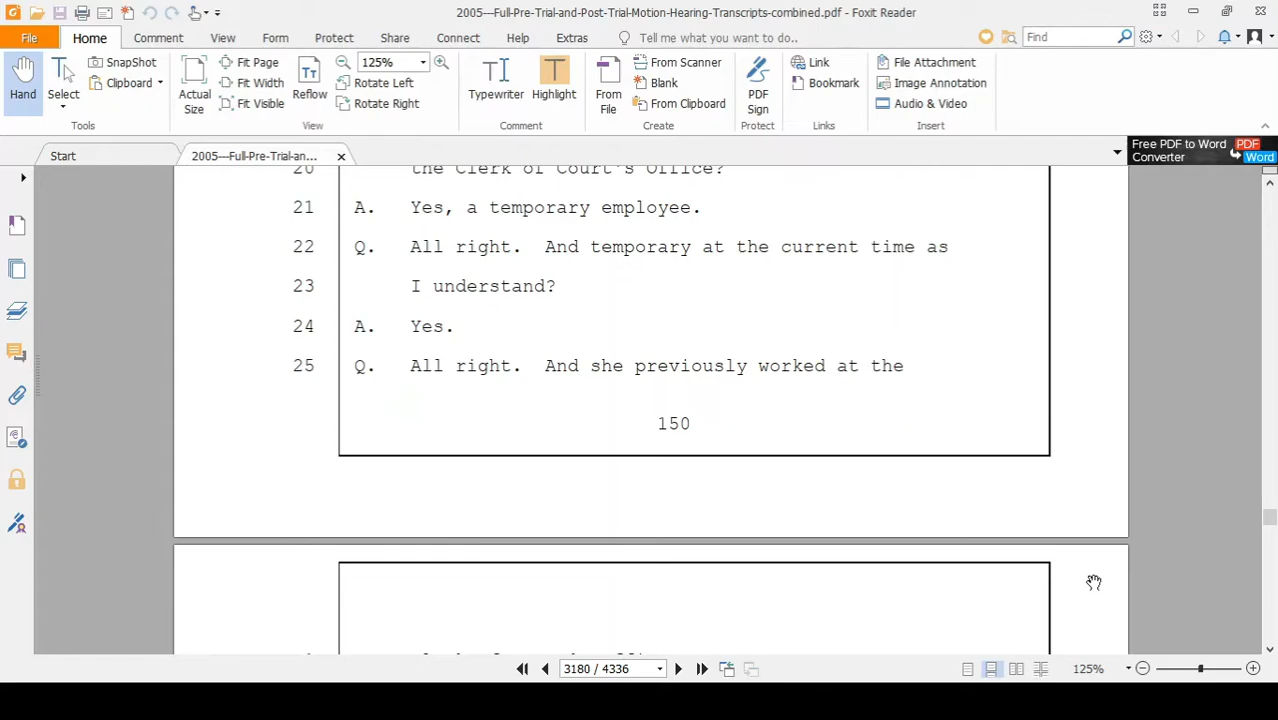 2005---Full-Pre-Trial-and-Post-Trial-Motion-Hearing-Transcripts-combined.pdf - Foxit Reader
File Home Comment View Form Protect Share Connect Help Extras Tell me what you want to do.. Find
Hand Select SnapShot Clipboard Actual Size Fit Page Fit Width Fit Visible Reflow 125% Rotate Left Rotate Right Typewriter Highlight From File From Scanner Blank From Clipboard PDF Sign Link Bookmark File Attachment Image Annotation Audio & Video
Tools View Comment Create Protect Links Insert
Start 2005---Full-Pre-Trial-an... Free PDF to Word Converter PDF Word
20 the Clerk of Court's Office?
21 A. Yes, a temporary employee.
22 Q. All right. And temporary at the current time as
23 I understand?
24 A. Yes.
25 Q. All right. And she previously worked at the
150
3180 / 4336 125%